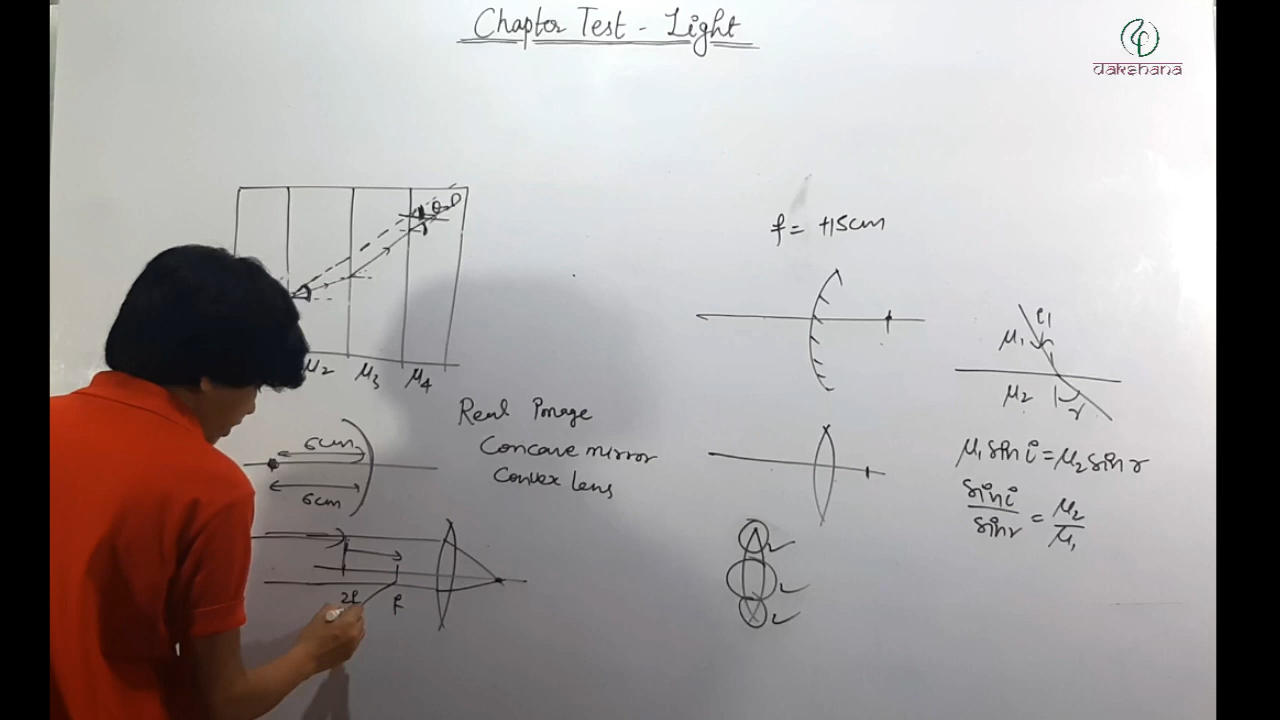 Chapter Test - Light
dakshana
θ D
r
μ2 μ3 μ4
6cm
6cm
Real Image
Concave mirror
Convex Lens
2f f
f = +15cm
μ1 i
μ2 r
μ1 sin i = μ2 sin r
sin i / sin r = μ2 / μ1